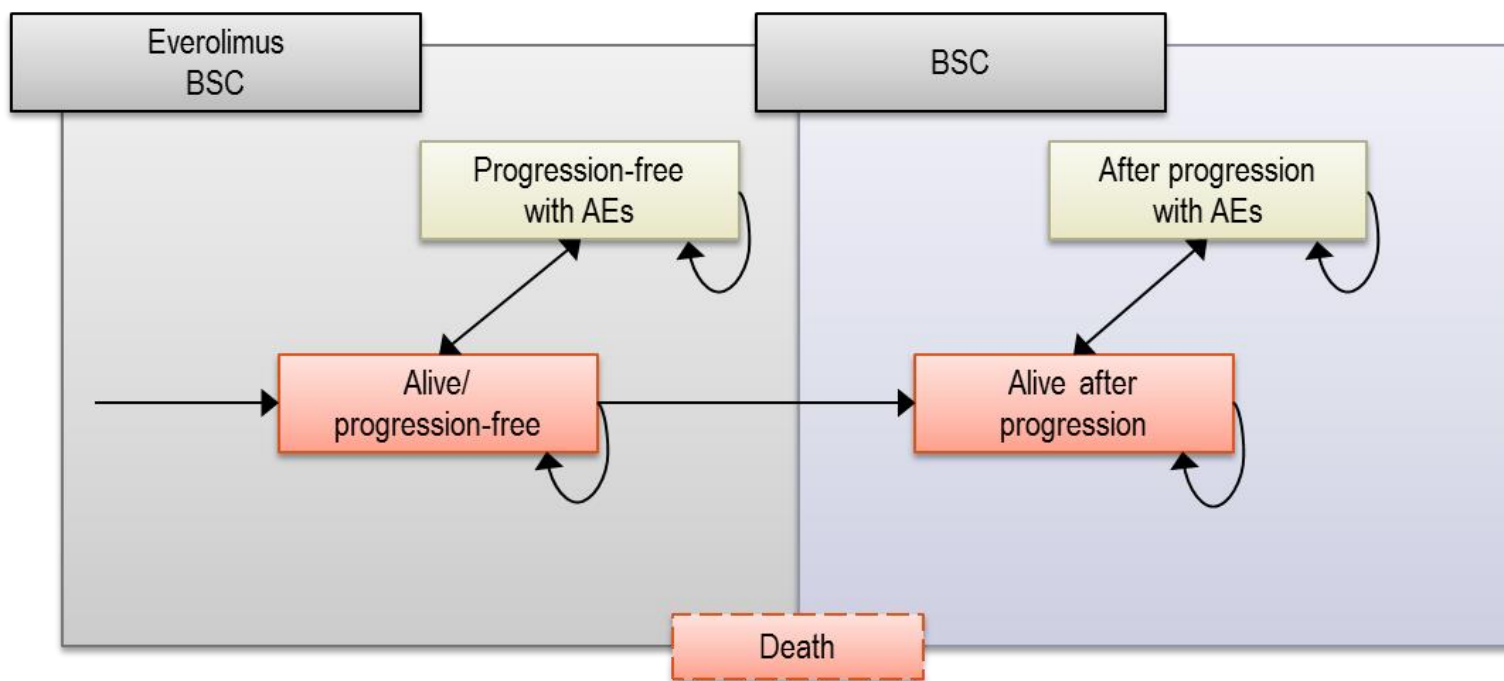 Everolimus
BSC
BSC
Progression-free
with AEs
After progression
with AEs
Alive/
progression-free
Alive after
progression
Death